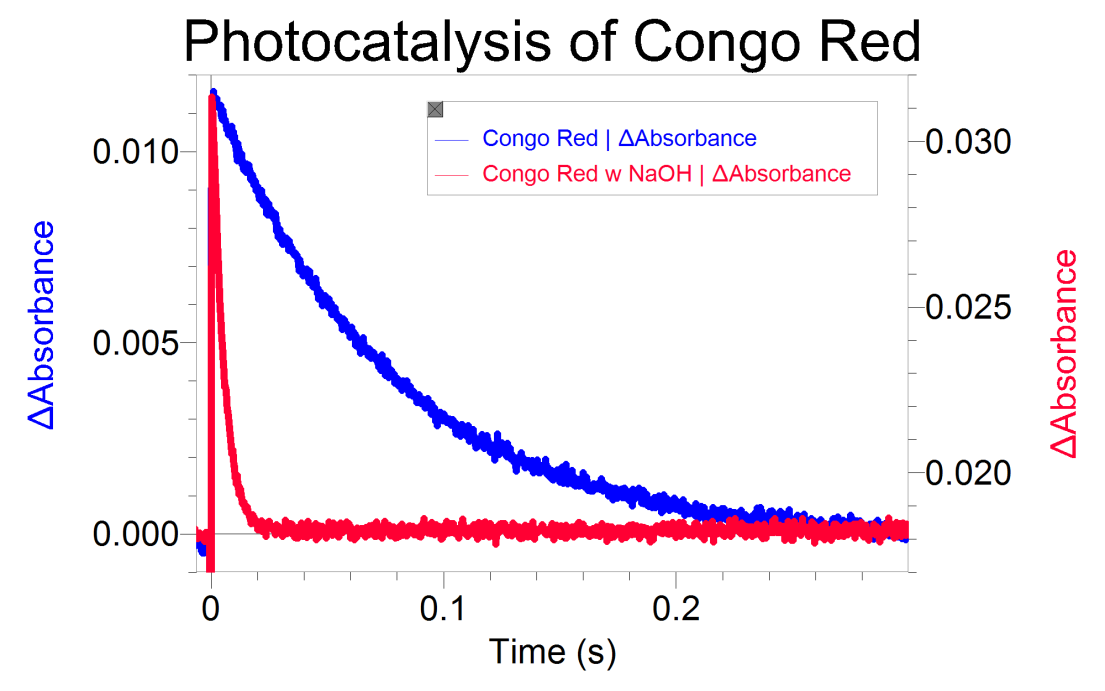 Photocatalysis of Congo Red
Congo Red | ΔAbsorbance
Congo Red w NaOH | ΔAbsorbance
ΔAbsorbance
0.010
0.005
0.000
0.030
0.025
0.020
ΔAbsorbance
0
0.1
0.2
Time (s)